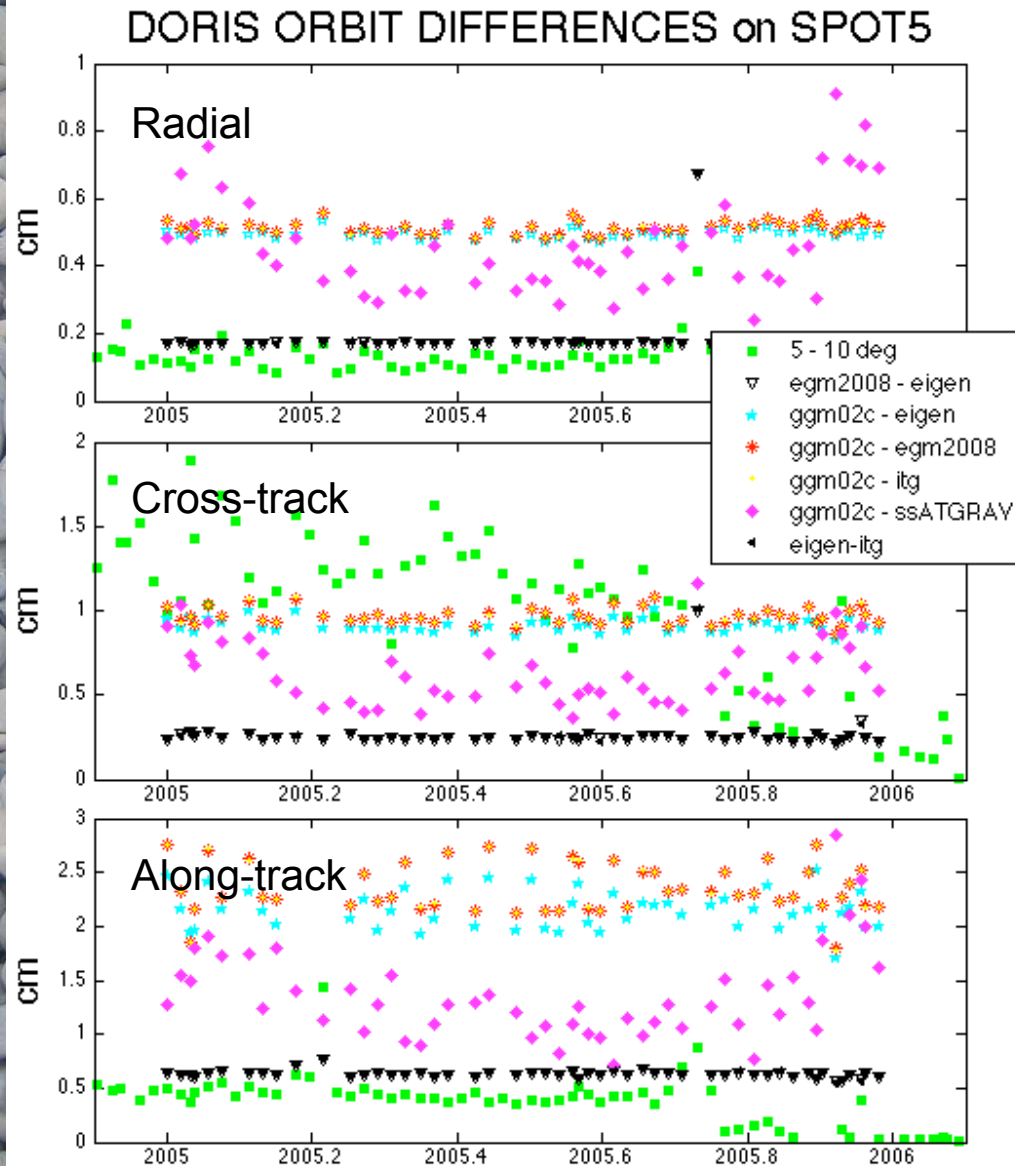 DORIS ORBIT DIFFERENCES on SPOT5
1
0.8
0.6
0.4
0.2
0
cm
Radial
2005
2005.2
2005.4
2005.6
5 - 10 deg
egm2008 - eigen
ggm02c - eigen
ggm02c - egm2008
ggm02c - itg
ggm02c - ssATGRAV
eigen-itg
2
1.5
1
0.5
0
cm
Cross-track
2005
2005.2
2005.4
2005.6
2005.8
2006
3
2.5
2
1.5
1
0.5
0
cm
Along-track
2005
2005.2
2005.4
2005.6
2005.8
2006